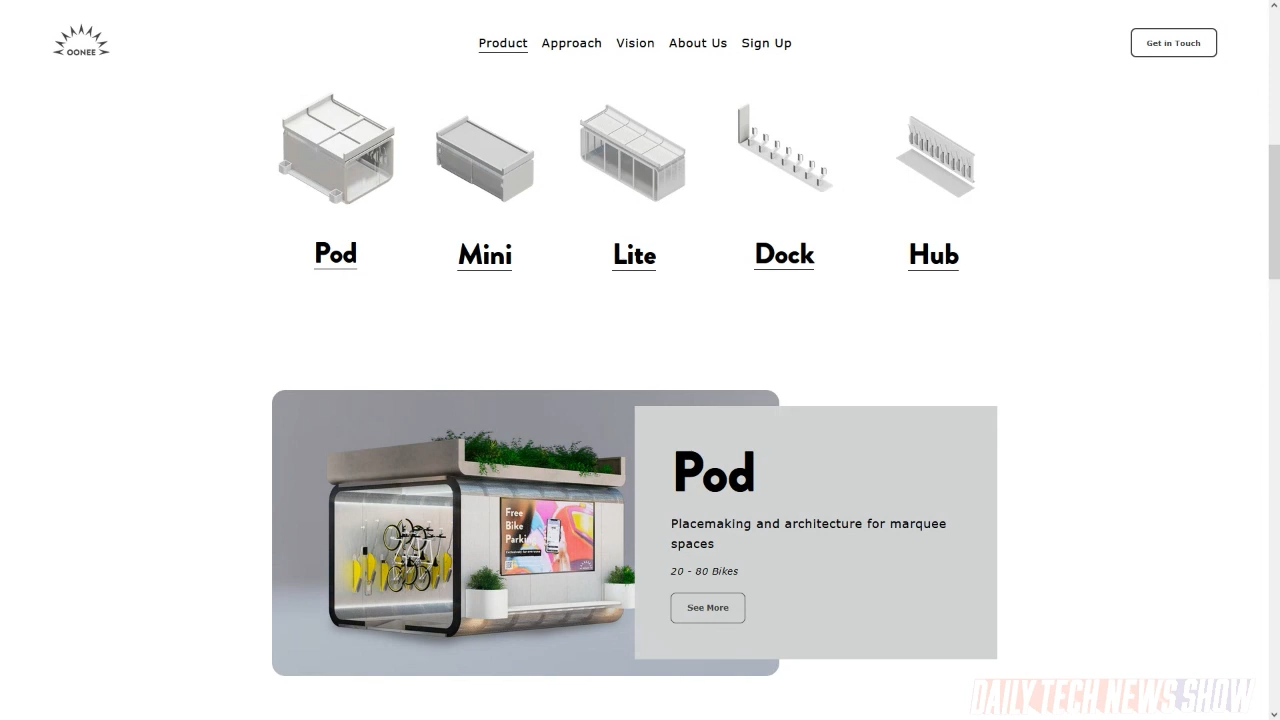 OONEE
Product Approach Vision About Us Sign Up
Get in Touch
Pod Mini Lite Dock Hub
Free
Bike
Parki
Pod
Placemaking and architecture for marquee
spaces
20 - 80 Bikes
See More
DAILY TECH NEWS SHOW